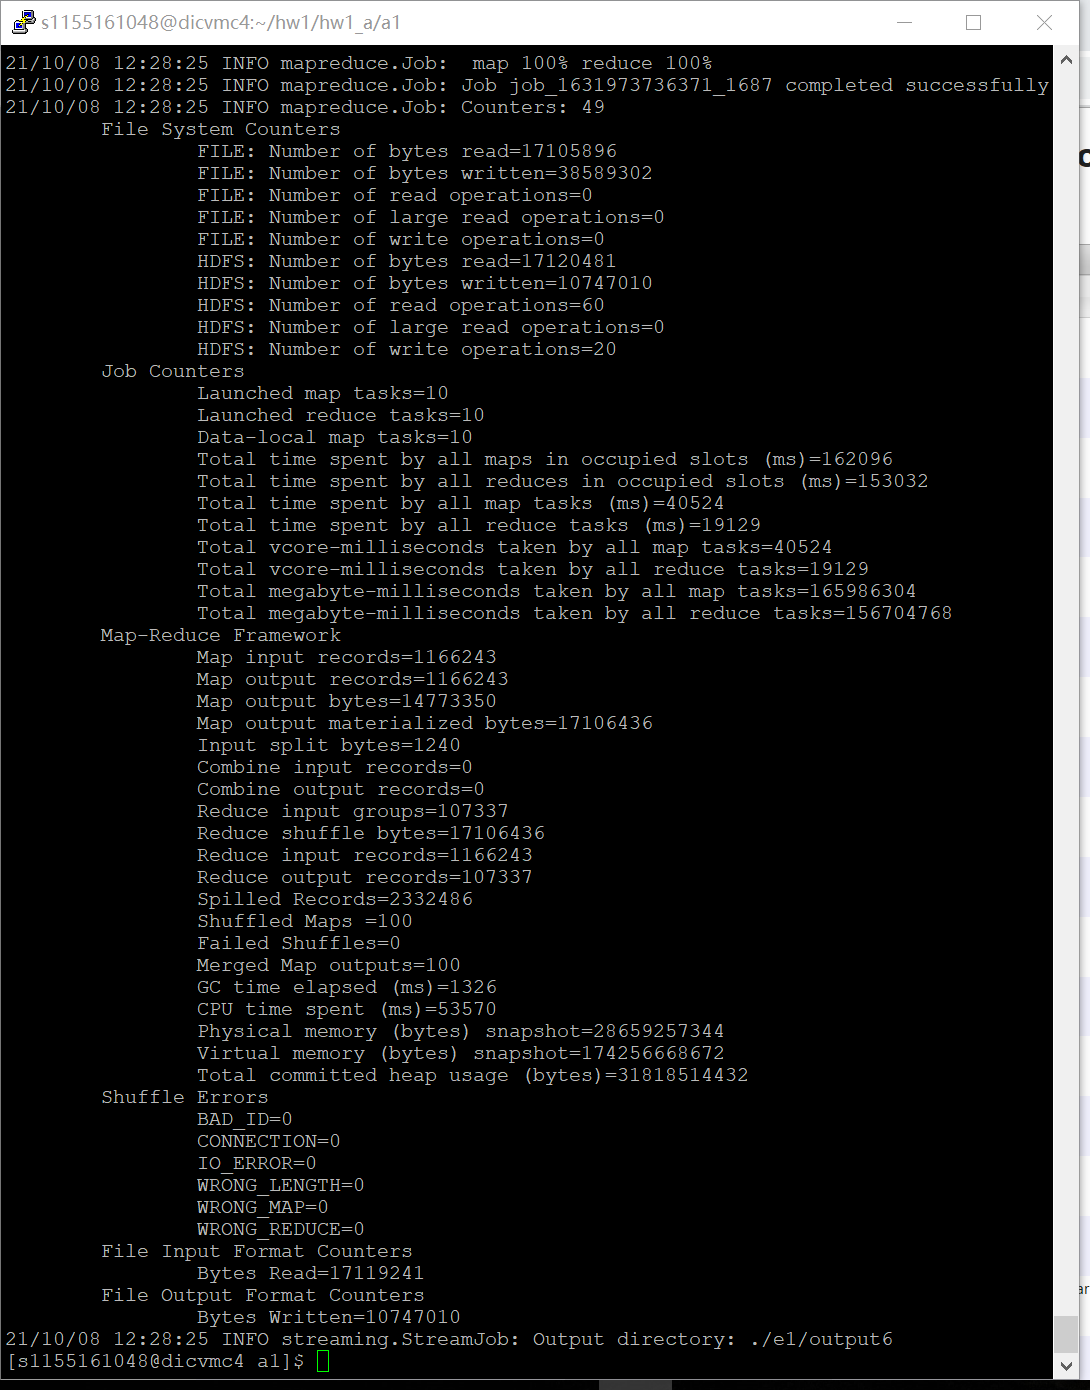 s1155161048@dicvmc4:~/hw1/hw1_a/a1
21/10/08 12:28:25 INFO mapreduce.Job:  map 100% reduce 100%
21/10/08 12:28:25 INFO mapreduce.Job: Job job_1631973736371_1687 completed successfully
21/10/08 12:28:25 INFO mapreduce.Job: Counters: 49
File System Counters
FILE: Number of bytes read=17105896
FILE: Number of bytes written=38589302
FILE: Number of read operations=0
FILE: Number of large read operations=0
FILE: Number of write operations=0
HDFS: Number of bytes read=17120481
HDFS: Number of bytes written=10747010
HDFS: Number of read operations=60
HDFS: Number of large read operations=0
HDFS: Number of write operations=20
Job Counters
Launched map tasks=10
Launched reduce tasks=10
Data-local map tasks=10
Total time spent by all maps in occupied slots (ms)=162096
Total time spent by all reduces in occupied slots (ms)=153032
Total time spent by all map tasks (ms)=40524
Total time spent by all reduce tasks (ms)=19129
Total vcore-milliseconds taken by all map tasks=40524
Total vcore-milliseconds taken by all reduce tasks=19129
Total megabyte-milliseconds taken by all map tasks=165986304
Total megabyte-milliseconds taken by all reduce tasks=156704768
Map-Reduce Framework
Map input records=1166243
Map output records=1166243
Map output bytes=14773350
Map output materialized bytes=17106436
Input split bytes=1240
Combine input records=0
Combine output records=0
Reduce input groups=107337
Reduce shuffle bytes=17106436
Reduce input records=1166243
Reduce output records=107337
Spilled Records=2332486
Shuffled Maps =100
Failed Shuffles=0
Merged Map outputs=100
GC time elapsed (ms)=1326
CPU time spent (ms)=53570
Physical memory (bytes) snapshot=28659257344
Virtual memory (bytes) snapshot=174256668672
Total committed heap usage (bytes)=31818514432
Shuffle Errors
BAD_ID=0
CONNECTION=0
IO_ERROR=0
WRONG_LENGTH=0
WRONG_MAP=0
WRONG_REDUCE=0
File Input Format Counters
Bytes Read=17119241
File Output Format Counters
Bytes Written=10747010
21/10/08 12:28:25 INFO streaming.StreamJob: Output directory: ./e1/output6
[s1155161048@dicvmc4 a1]$